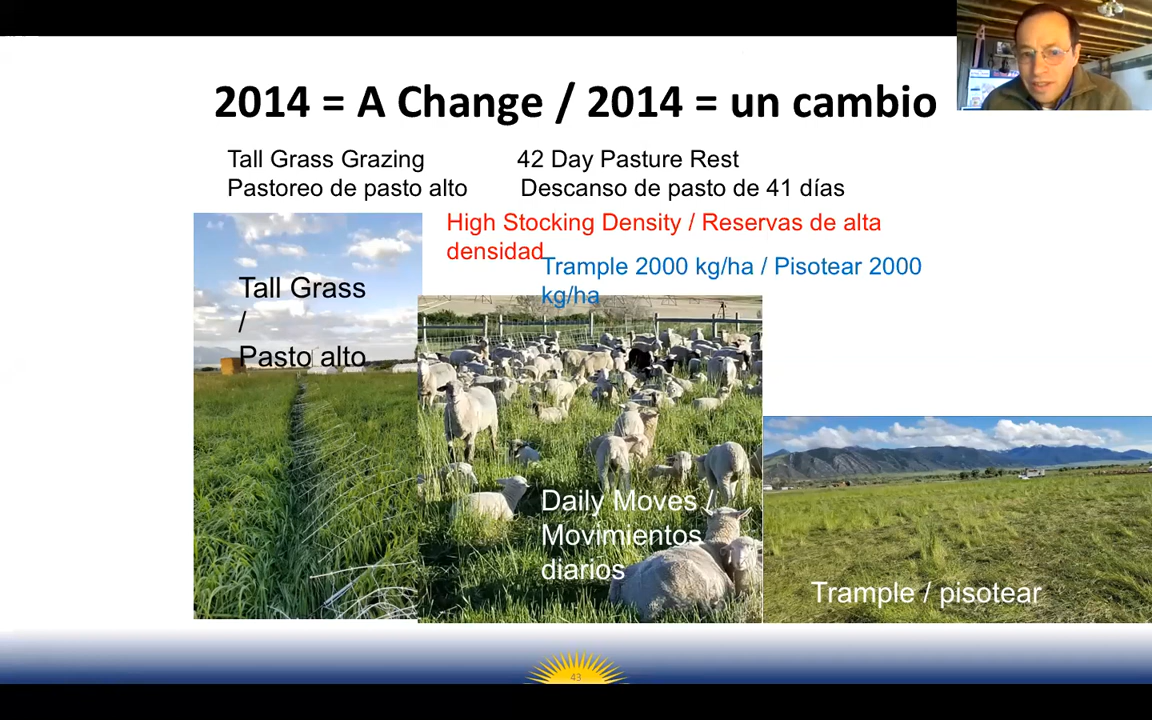 2014 = A Change / 2014 = un cambio
Tall Grass Grazing
42 Day Pasture Rest
Pastoreo de pasto alto
Descanso de pasto de 41 días
High Stocking Density / Reservas de alta
densidad
Trample 2000 kg/ha / Pisotear 2000
kg/ha
Tall Grass
/
Pasto alto
Daily Moves /
Movimientos
diarios
Trample / pisotear
43